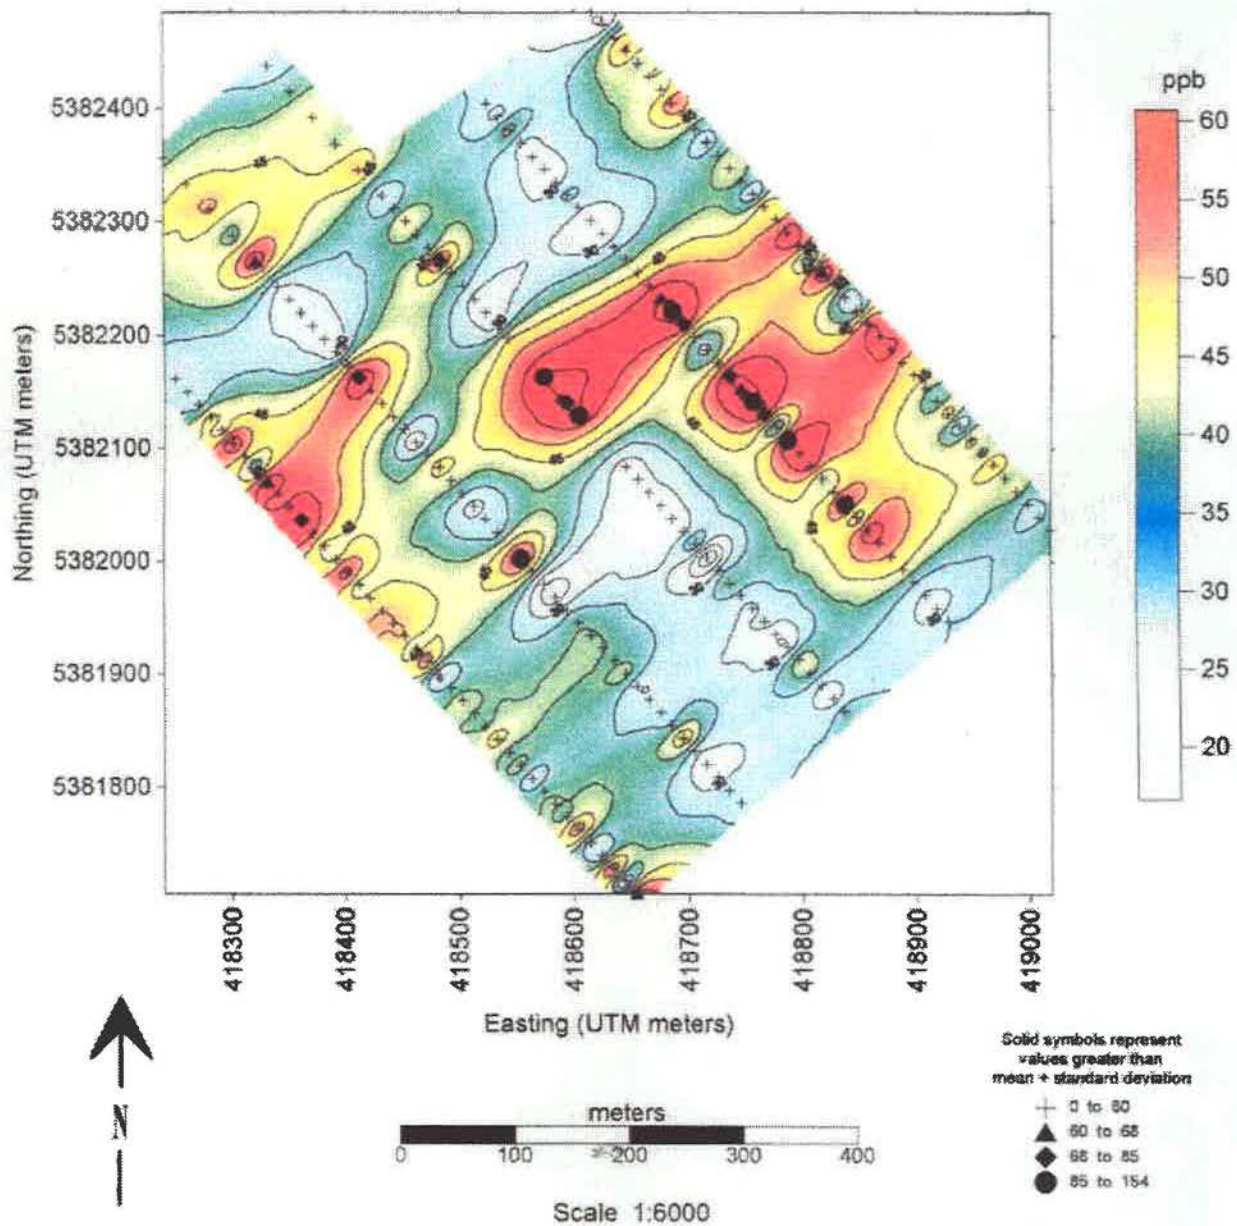 ppb
60
55
50
45
40
35
30
25
20
5382400
5382300
5382200
5382100
5382000
5381900
5381800
Northing (UTM meters)
418300
418400
418500
418600
418700
418800
418900
419000
Easting (UTM meters)
N
meters
0 100 200 300 400
Scale 1:6000
Solid symbols represent
values greater than
mean + standard deviation
0 to 60
60 to 68
68 to 85
85 to 154